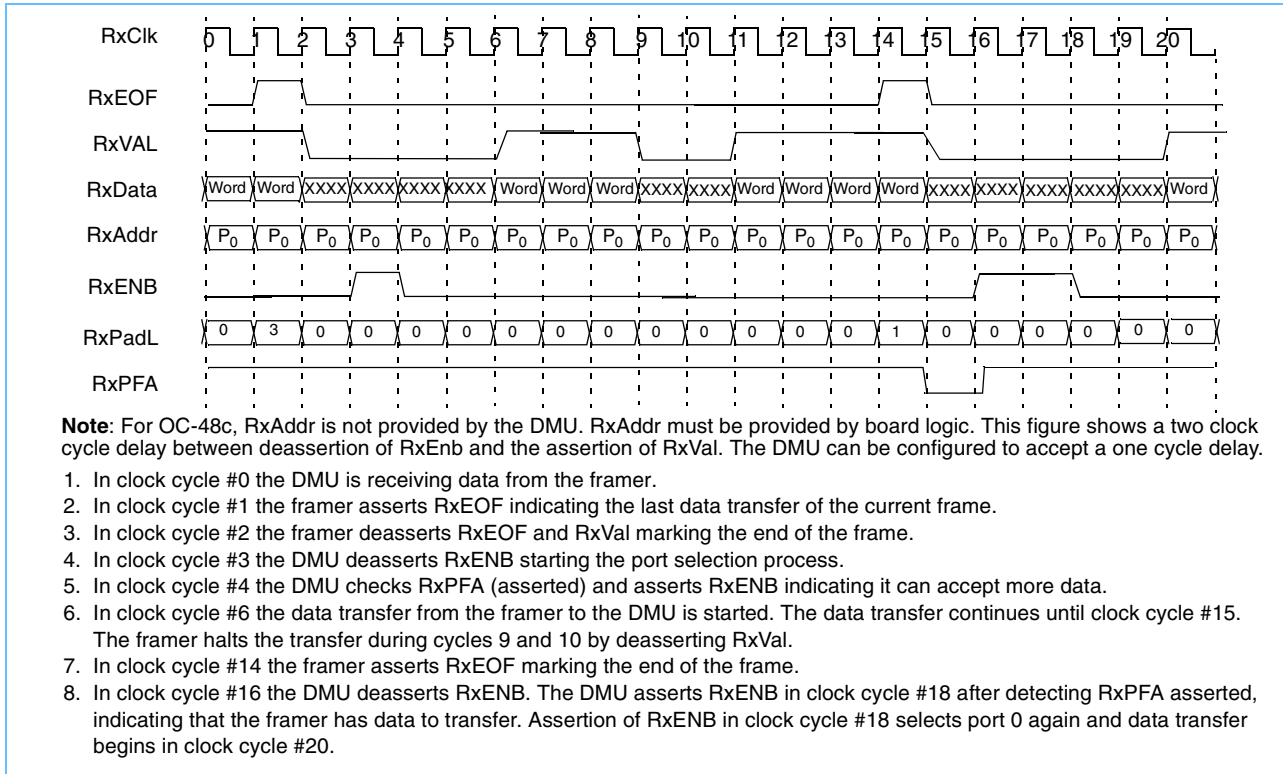 RxClk 0 1 2 3 4 5 6 7 8 9 10 11 12 13 14 15 16 17 18 19 20
RxEOF
RxVAL
RxData Word Word XXXX XXXX XXXX XXXX Word Word Word XXXX XXXX Word Word Word Word XXXX XXXX XXXX XXXX XXXX Word
RxAddr P0 P0 P0 P0 P0 P0 P0 P0 P0 P0 P0 P0 P0 P0 P0 P0 P0 P0 P0 P0 P0
RxENB
RxPadL 0 3 0 0 0 0 0 0 0 0 0 0 0 0 1 0 0 0 0 0 0
RxPFA
Note: For OC-48c, RxAddr is not provided by the DMU. RxAddr must be provided by board logic. This figure shows a two clock
cycle delay between deassertion of RxEnb and the assertion of RxVal. The DMU can be configured to accept a one cycle delay.
1. In clock cycle #0 the DMU is receiving data from the framer.
2. In clock cycle #1 the framer asserts RxEOF indicating the last data transfer of the current frame.
3. In clock cycle #2 the framer deasserts RxEOF and RxVal marking the end of the frame.
4. In clock cycle #3 the DMU deasserts RxENB starting the port selection process.
5. In clock cycle #4 the DMU checks RxPFA (asserted) and asserts RxENB indicating it can accept more data.
6. In clock cycle #6 the data transfer from the framer to the DMU is started. The data transfer continues until clock cycle #15.
The framer halts the transfer during cycles 9 and 10 by deasserting RxVal.
7. In clock cycle #14 the framer asserts RxEOF marking the end of the frame.
8. In clock cycle #16 the DMU deasserts RxENB. The DMU asserts RxENB in clock cycle #18 after detecting RxPFA asserted,
indicating that the framer has data to transfer. Assertion of RxENB in clock cycle #18 selects port 0 again and data transfer
begins in clock cycle #20.